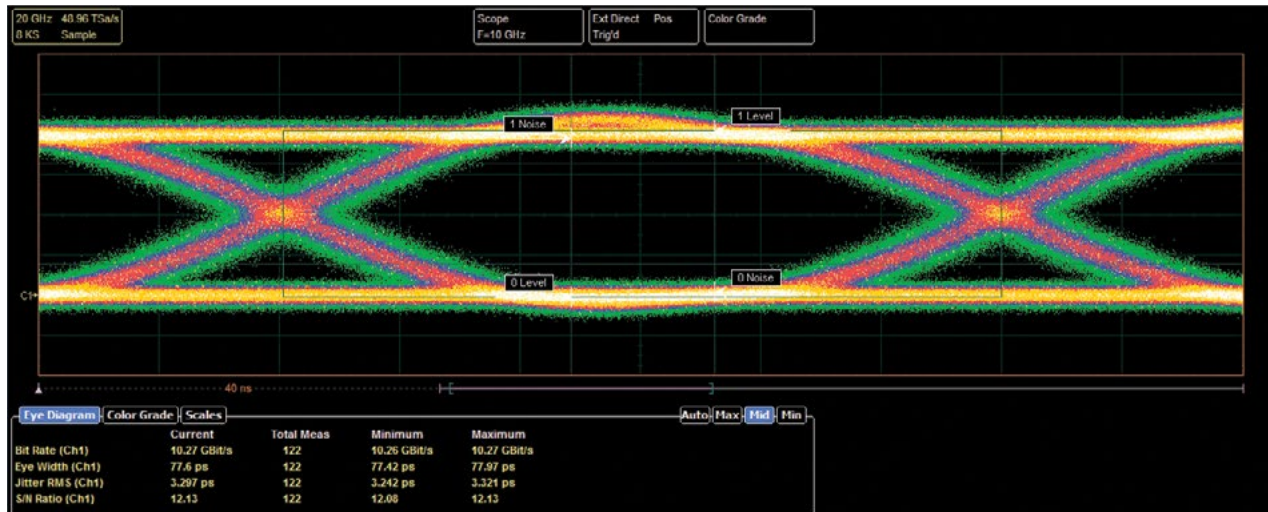 20 GHz 48.96 TSa/s
8 KS Sample
Scope
F=10 GHz
Ext Direct Pos
Trig'd
Color Grade
1 Noise
1 Level
0 Level
0 Noise
C1
40 ns
Eye Diagram Color Grade Scales Auto Max Mid Min
Current Total Meas Minimum Maximum
Bit Rate (Ch1) 10.27 GBit/s 122 10.26 GBit/s 10.27 GBit/s
Eye Width (Ch1) 77.6 ps 122 77.42 ps 77.97 ps
Jitter RMS (Ch1) 3.297 ps 122 3.242 ps 3.321 ps
S/N Ratio (Ch1) 12.13 122 12.08 12.13